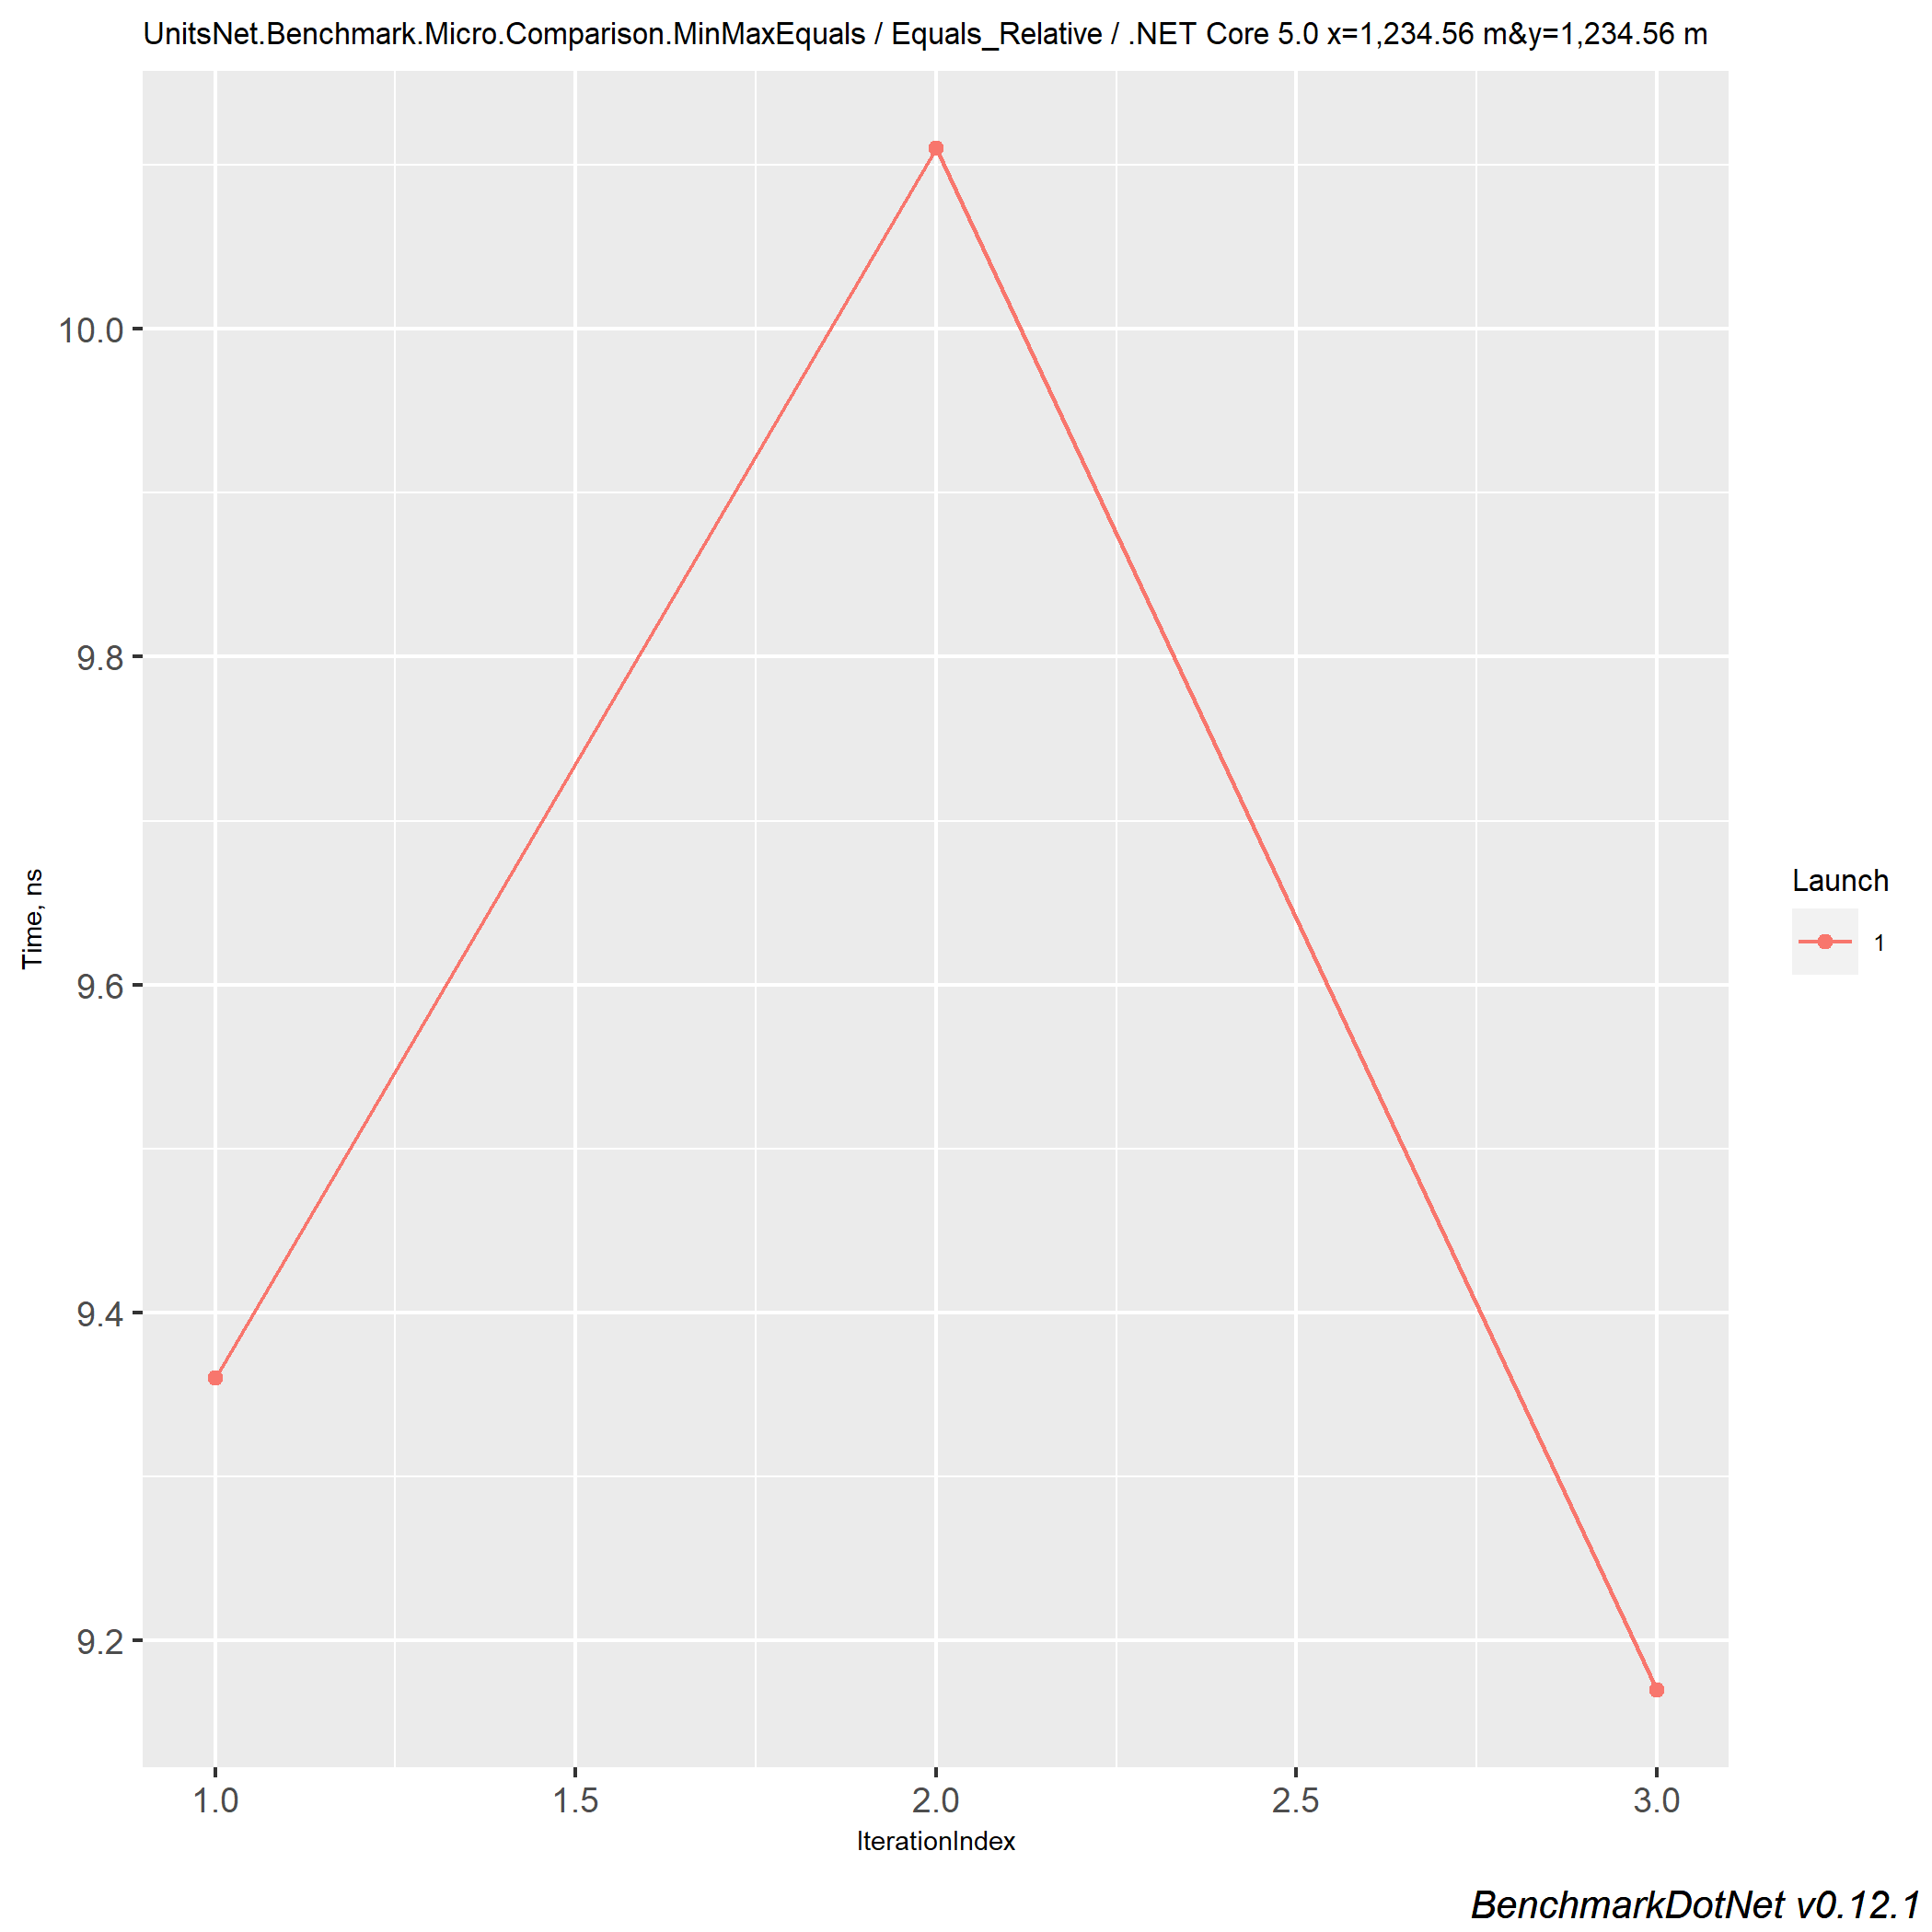 UnitsNet.Benchmark.Micro.Comparison.MinMaxEquals / Equals_Relative / .NET Core 5.0 x=1,234.56 m&y=1,234.56 m
10.0
9.8
9.6
9.4
9.2
Time, ns
1.0 1.5 2.0 2.5 3.0
IterationIndex
Launch
1
BenchmarkDotNet v0.12.1